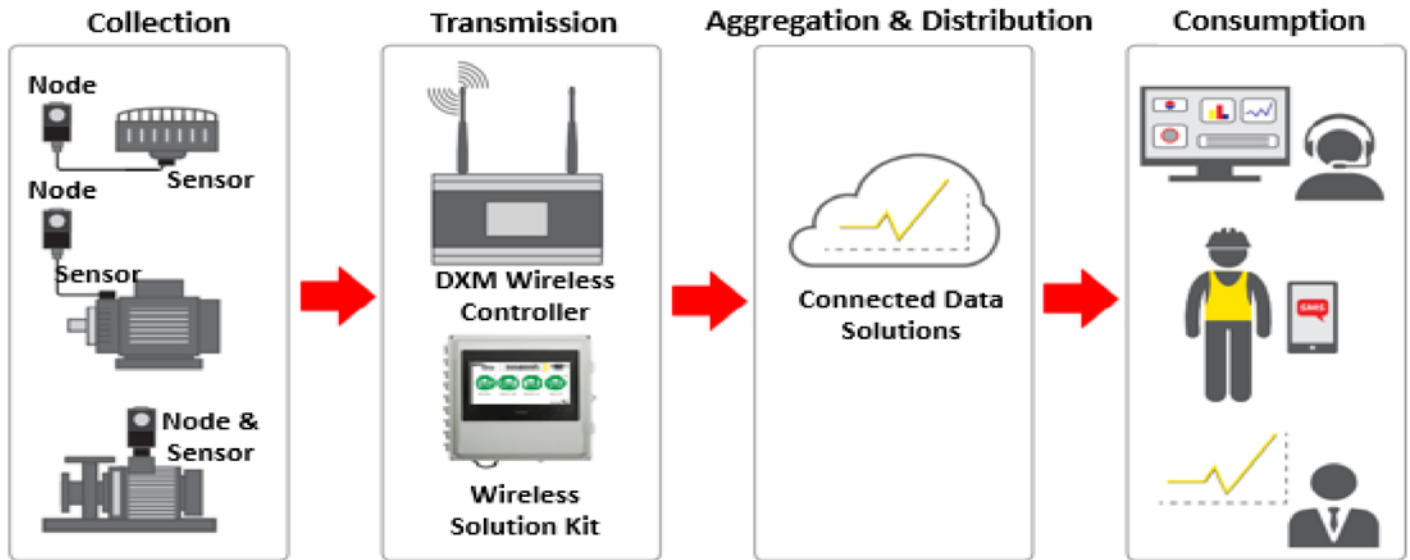 Collection
Transmission
Aggregation & Distribution
Consumption
Node
Sensor
Node
Sensor
Node &
Sensor
DXM Wireless
Controller
Wireless
Solution Kit
Connected Data
Solutions
SMS